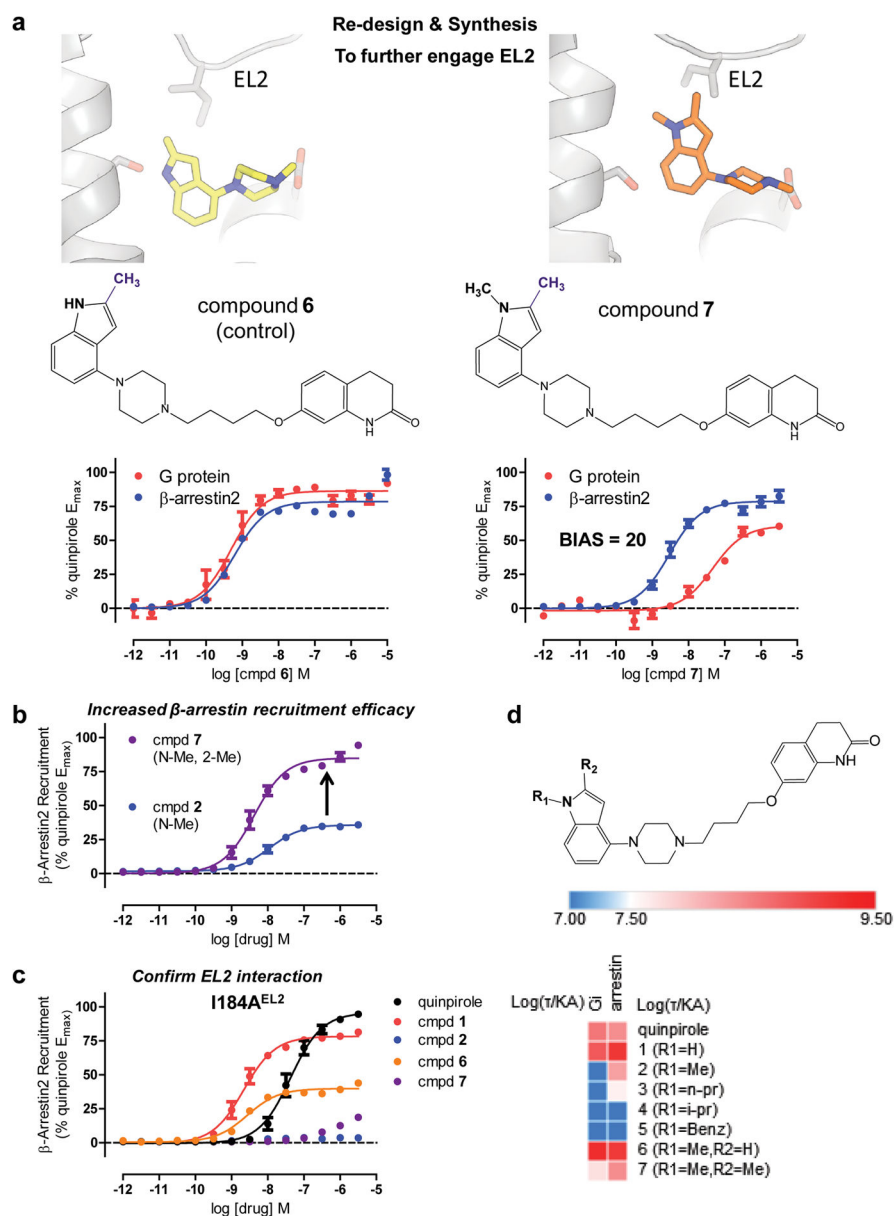 a
Re-design & Synthesis
To further engage EL2
EL2
EL2
CH3
HN
compound 6
(control)
N
N
O
N
H
O
H3C
N
CH3
compound 7
N
N
O
N
H
O
% quinpirole Emax
100
75
50
25
0
G protein
β-arrestin2
-12 -11 -10 -9 -8 -7 -6 -5
log [cmpd 6] M
% quinpirole Emax
100
75
50
25
0
G protein
β-arrestin2
BIAS = 20
-12 -11 -10 -9 -8 -7 -6 -5
log [cmpd 7] M
b
Increased β-arrestin recruitment efficacy
β-Arrestin2 Recruitment
(% quinpirole Emax)
100
75
50
25
0
cmpd 7
(N-Me, 2-Me)
cmpd 2
(N-Me)
-12 -11 -10 -9 -8 -7 -6 -5
log [drug] M
c
Confirm EL2 interaction
I184AEL2
β-Arrestin2 Recruitment
(% quinpirole Emax)
100
75
50
25
0
quinpirole
cmpd 1
cmpd 2
cmpd 6
cmpd 7
-12 -11 -10 -9 -8 -7 -6 -5
log [drug] M
d
R2
R1
N
N
N
O
NH
O
7.00 7.50 9.50
Log(τ/KA)
Gi
arrestin
Log(τ/KA)
quinpirole
1 (R1=H)
2 (R1=Me)
3 (R1=n-pr)
4 (R1=i-pr)
5 (R1=Benz)
6 (R1=Me,R2=H)
7 (R1=Me,R2=Me)